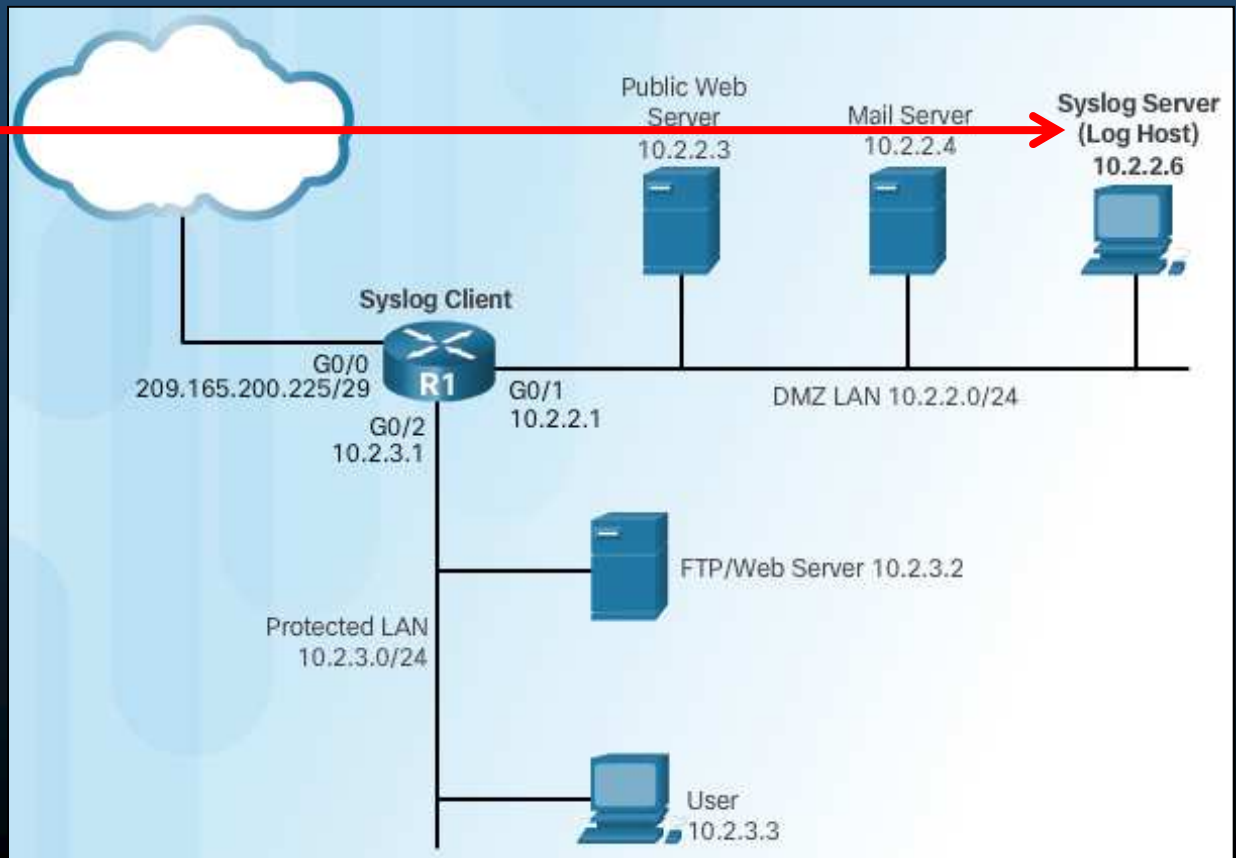 Public Web
Server
10.2.2.3
Mail Server
10.2.2.4
Syslog Server
(Log Host)
10.2.2.6
Syslog Client
R1
G0/0
209.165.200.225/29
G0/1
10.2.2.1
DMZ LAN 10.2.2.0/24
G0/2
10.2.3.1
FTP/Web Server 10.2.3.2
Protected LAN
10.2.3.0/24
User
10.2.3.3